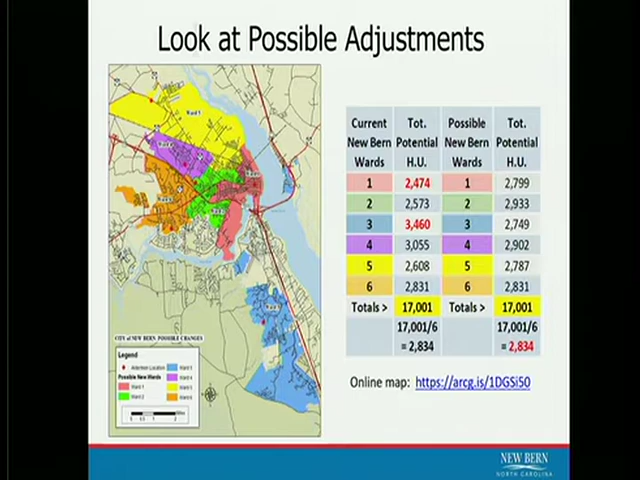 Look at Possible Adjustments
CITY of NEW BERN POSSIBLE CHANGES
Legend
Attention Location
Possible New Wards
Ward 1
Ward 2
Ward 3
Ward 4
Ward 5
Ward 6
Current New Bern Wards | Tot. Potential H.U. | Possible New Bern Wards | Tot. Potential H.U.
1 | 2,474 | 1 | 2,799
2 | 2,573 | 2 | 2,933
3 | 3,460 | 3 | 2,749
4 | 3,055 | 4 | 2,902
5 | 2,608 | 5 | 2,787
6 | 2,831 | 6 | 2,831
Totals > | 17,001 | Totals > | 17,001
17,001/6 = 2,834 | 17,001/6 = 2,834
Online map: https://arcg.is/1DGSi50
NEW BERN
NORTH CAROLINA